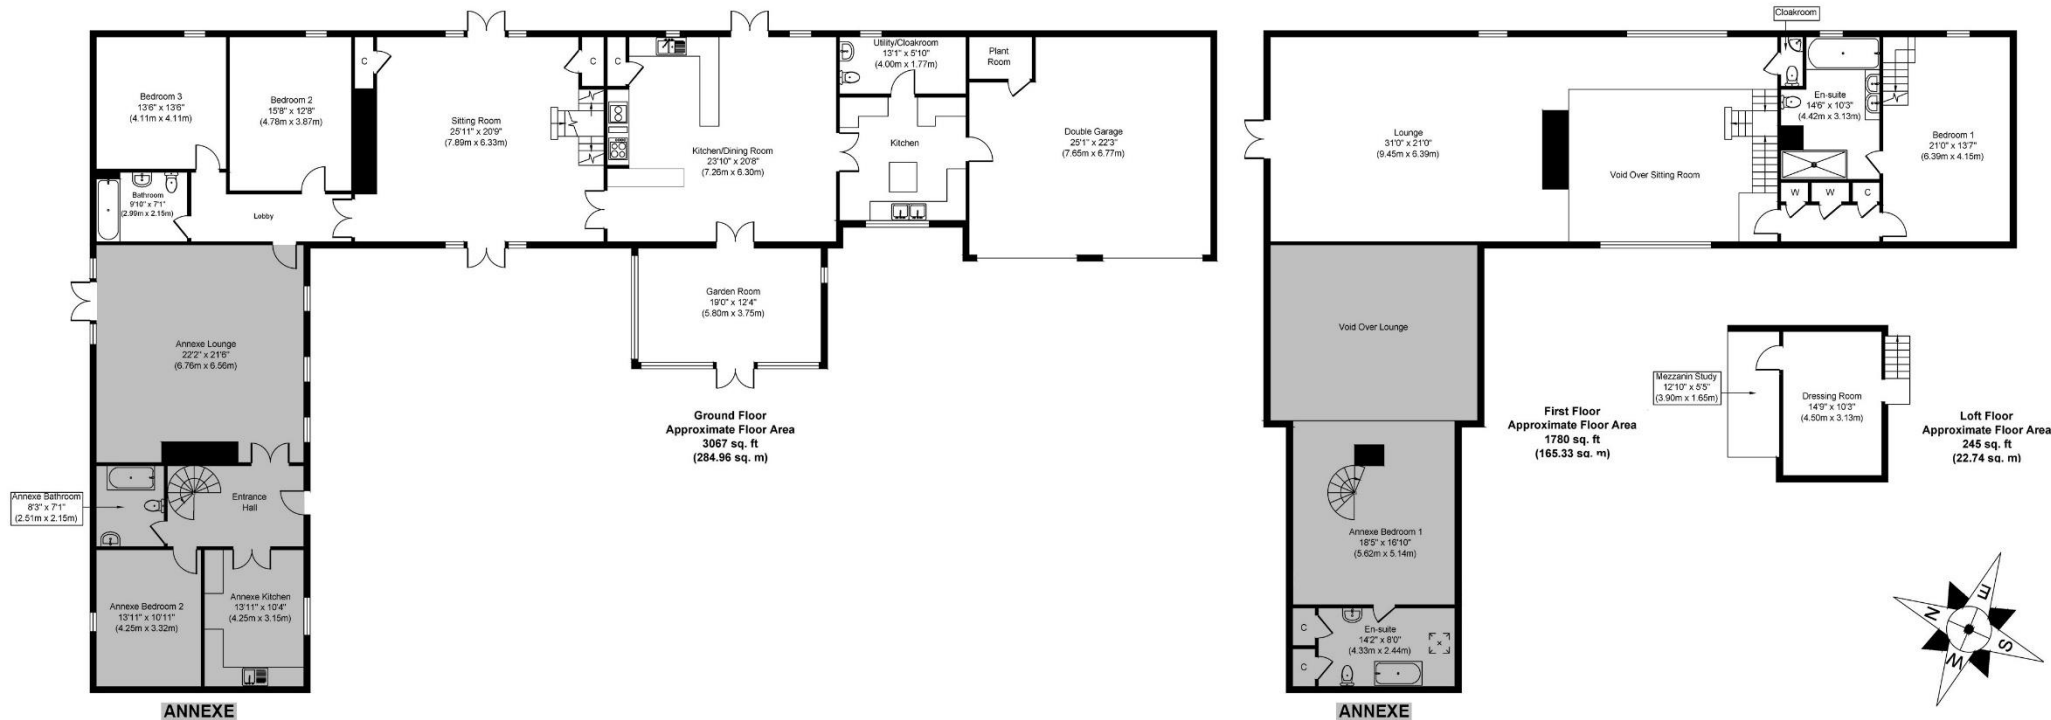 Bedroom 3
13'6" x 13'6"
(4.11m x 4.11m)
Bedroom 2
15'8" x 12'8"
(4.78m x 3.87m)
C
Sitting Room
25'11" x 20'9"
(7.89m x 6.33m)
C
C
Kitchen/Dining Room
23'10" x 20'8"
(7.26m x 6.30m)
Utility/Cloakroom
13'1" x 5'10"
(4.00m x 1.77m)
Plant
Room
Kitchen
Double Garage
25'1" x 22'3"
(7.65m x 6.77m)
Bathroom
9'10" x 7'1"
(2.99m x 2.15m)
Lobby
Garden Room
19'0" x 12'4"
(5.80m x 3.75m)
Annexe Lounge
22'2" x 21'6"
(6.76m x 6.56m)
Annexe Bathroom
8'3" x 7'1"
(2.51m x 2.15m)
Entrance
Hall
Annexe Bedroom 2
13'11" x 10'11"
(4.25m x 3.32m)
Annexe Kitchen
13'11" x 10'4"
(4.25m x 3.15m)
ANNEXE
Ground Floor
Approximate Floor Area
3067 sq. ft
(284.96 sq. m)
Cloakroom
Lounge
31'0" x 21'0"
(9.45m x 6.39m)
Void Over Sitting Room
En-suite
14'6" x 10'3"
(4.42m x 3.13m)
Bedroom 1
21'0" x 13'7"
(6.39m x 4.15m)
W
W
C
Void Over Lounge
Annexe Bedroom 1
18'5" x 16'10"
(5.62m x 5.14m)
C
C
En-suite
14'2" x 8'0"
(4.33m x 2.44m)
ANNEXE
First Floor
Approximate Floor Area
1780 sq. ft
(165.33 sq. m)
Mezzanin Study
12'10" x 5'5"
(3.90m x 1.65m)
Dressing Room
14'9" x 10'3"
(4.50m x 3.13m)
Loft Floor
Approximate Floor Area
245 sq. ft
(22.74 sq. m)
N
E
S
W